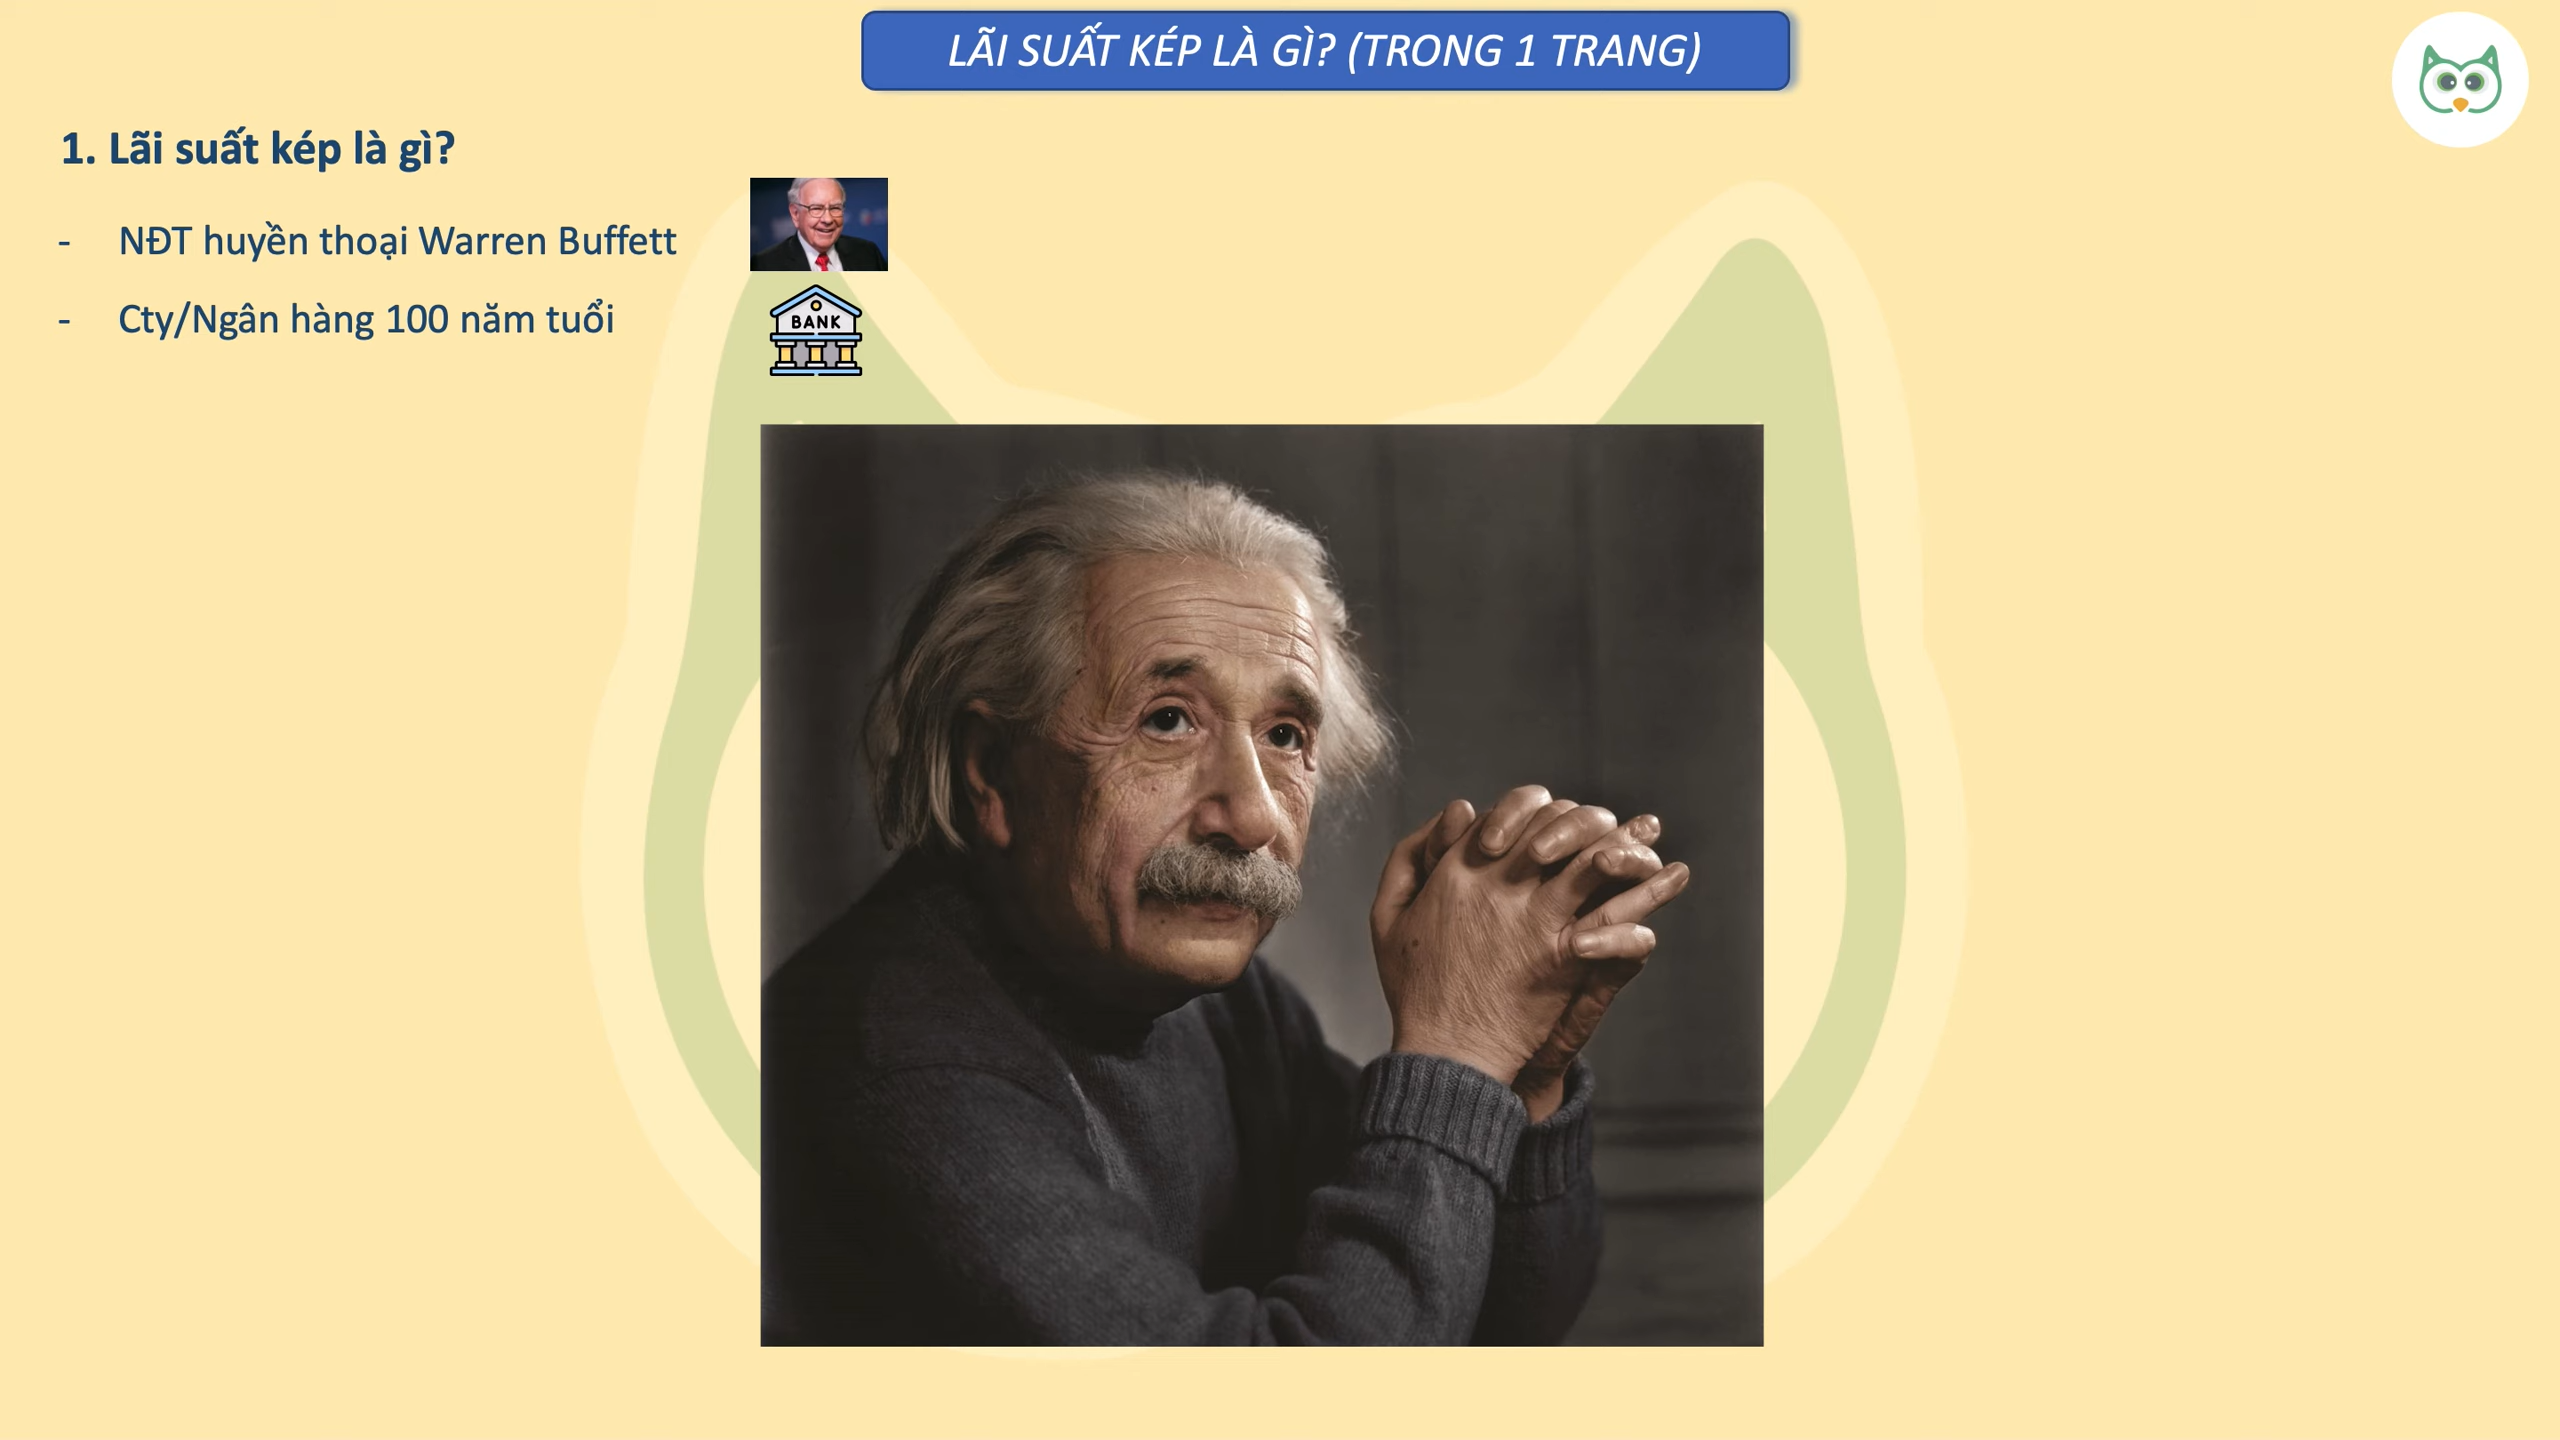 LÃI SUẤT KÉP LÀ GÌ? (TRONG 1 TRANG)
1. Lãi suất kép là gì?
- NĐT huyền thoại Warren Buffett
- Cty/Ngân hàng 100 năm tuổi
BANK